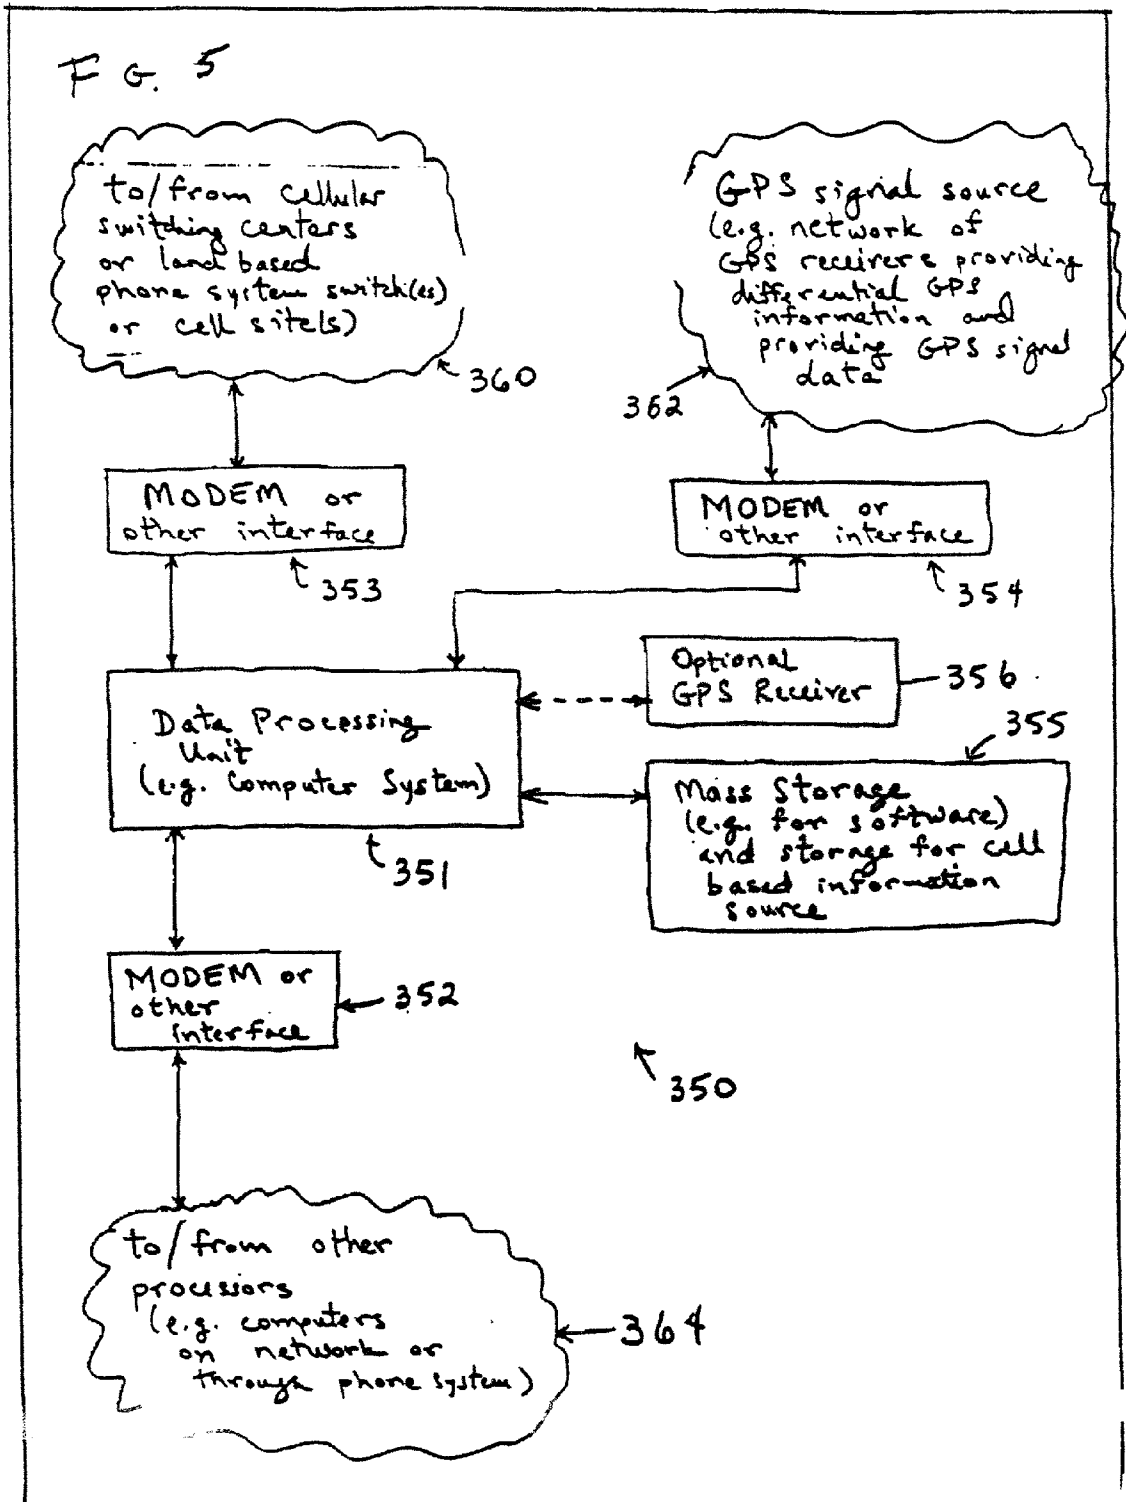 F G. 5
to/from cellular
switching centers
or land based
phone system switch(es)
or cell site(s)
360
GPS signal source
(e.g. network of
GPS receivers providing
differential GPS
information and
providing GPS signal
data
362
MODEM or
other interface
353
MODEM or
other interface
354
Optional
GPS Receiver
356
Data Processing
Unit
(e.g. Computer System)
351
355
Mass Storage
(e.g. for software)
and storage for cell
based information
source
MODEM or
other
interface
352
350
to/from other
processors
(e.g. computers
on network or
through phone system)
364